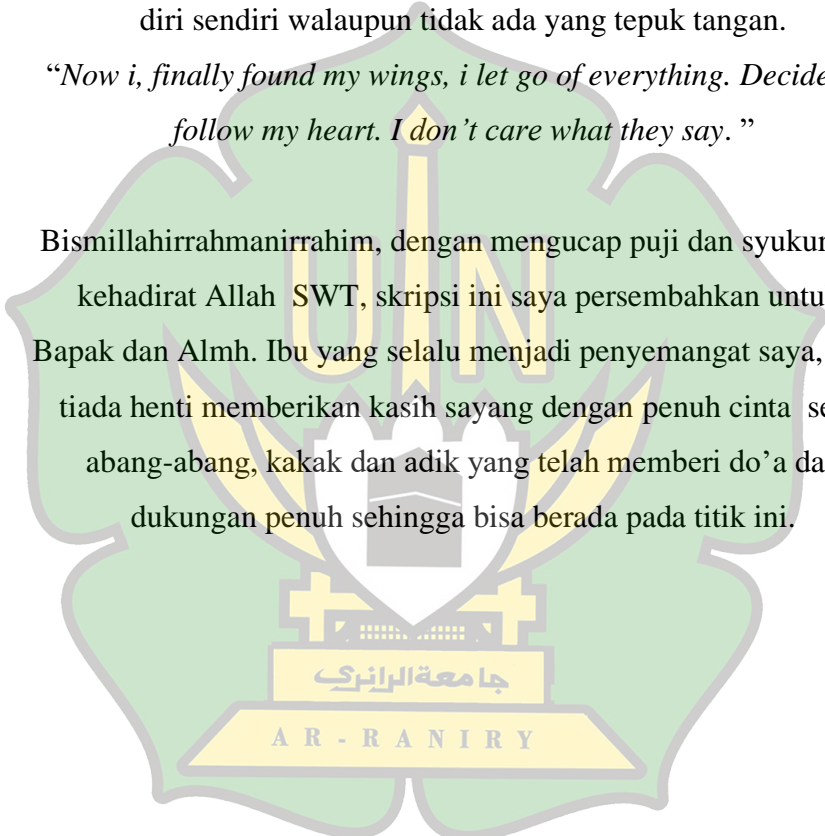 diri sendiri walaupun tidak ada yang tepuk tangan.
“Now i, finally found my wings, i let go of everything. Decide
follow my heart. I don’t care what they say. ”
Bismillahirrahmanirrahim, dengan mengucap puji dan syukur
kehadirat Allah SWT, skripsi ini saya persembahkan untu
Bapak dan Almh. Ibu yang selalu menjadi penyemangat saya,
tiada henti memberikan kasih sayang dengan penuh cinta se
abang-abang, kakak dan adik yang telah memberi do’a da
dukungan penuh sehingga bisa berada pada titik ini.
UIN
جامعةالرانري
AR-RANIRY